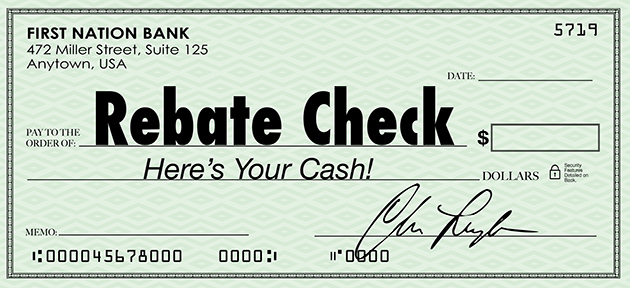 FIRST NATION BANK
5719
472 Miller Street, Suite 125
Anytown, USA
DATE:
PAY TO THE
ORDER OF:
Rebate Check
$
Here's Your Cash!
DOLLARS
Security
Features
Detailed on
Back.
MEMO:
⑆000045678000 0000⑆ ⑈0000